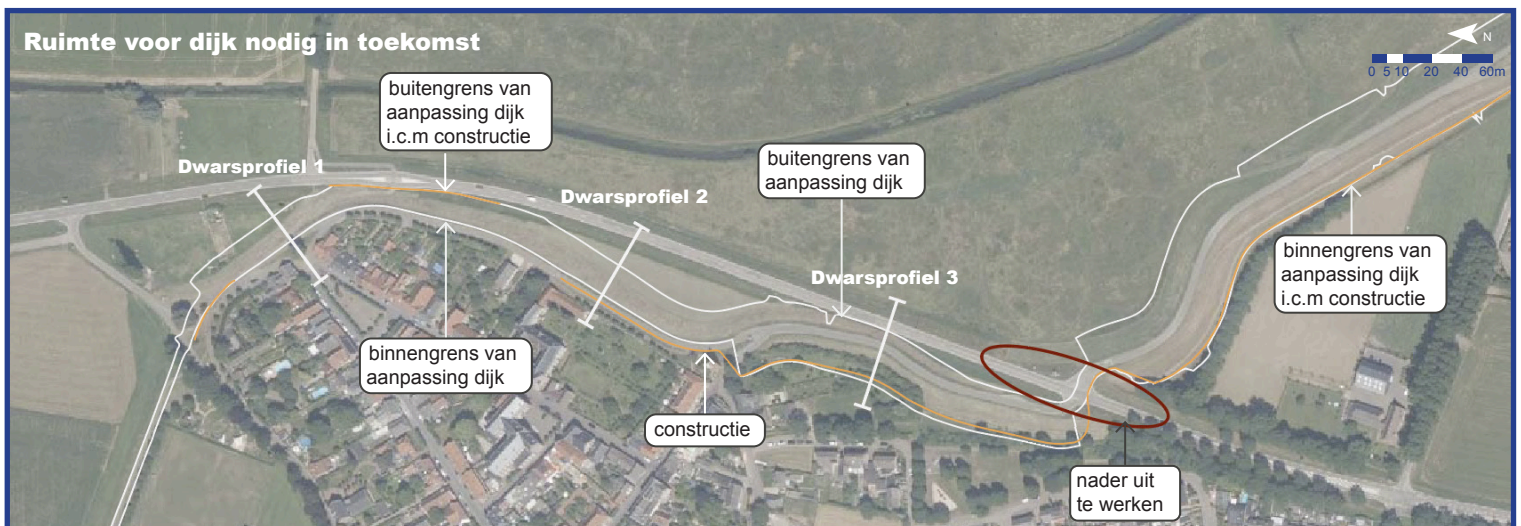 Ruimte voor dijk nodig in toekomst
N
0 5 10 20 40 60m
buitengrens van
aanpassing dijk
i.c.m constructie
Dwarsprofiel 1
Dwarsprofiel 2
buitengrens van
aanpassing dijk
Dwarsprofiel 3
binnengrens van
aanpassing dijk
i.c.m constructie
binnengrens van
aanpassing dijk
constructie
nader uit
te werken